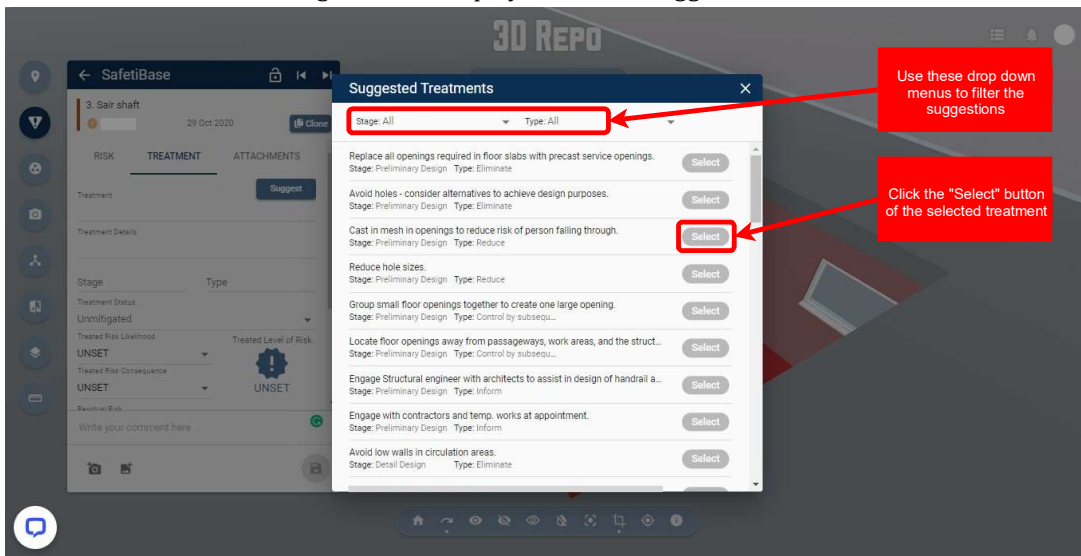 3D REPO
SafetiBase
3. Sair shaft
29 Oct 2020
Clone
RISK TREATMENT ATTACHMENTS
Treatment
Suggest
Treatment Details
Stage Type
Treatment Status
Unmitigated
Treated Risk Likelihood
UNSET
Treated Level of Risk
Treated Risk Consequence
UNSET
UNSET
Residual Risk
Write your comment here
Suggested Treatments
Stage: All Type: All
Replace all openings required in floor slabs with precast service openings.
Stage: Preliminary Design Type: Eliminate
Select
Avoid holes - consider alternatives to achieve design purposes.
Stage: Preliminary Design Type: Eliminate
Select
Cast in mesh in openings to reduce risk of person falling through.
Stage: Preliminary Design Type: Reduce
Select
Reduce hole sizes.
Stage: Preliminary Design Type: Reduce
Select
Group small floor openings together to create one large opening.
Stage: Preliminary Design Type: Control by subsequ...
Select
Locate floor openings away from passageways, work areas, and the struct...
Stage: Preliminary Design Type: Control by subsequ...
Select
Engage Structural engineer with architects to assist in design of handrail a...
Stage: Preliminary Design Type: Inform
Select
Engage with contractors and temp. works at appointment.
Stage: Preliminary Design Type: Inform
Select
Avoid low walls in circulation areas.
Stage: Detail Design Type: Eliminate
Select
Use these drop down
menus to filter the
suggestions
Click the "Select" button
of the selected treatment